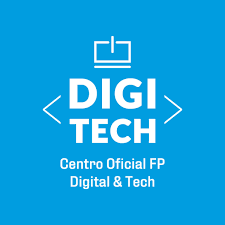 DIGI
TECH
Centro Oficial FP
Digital & Tech